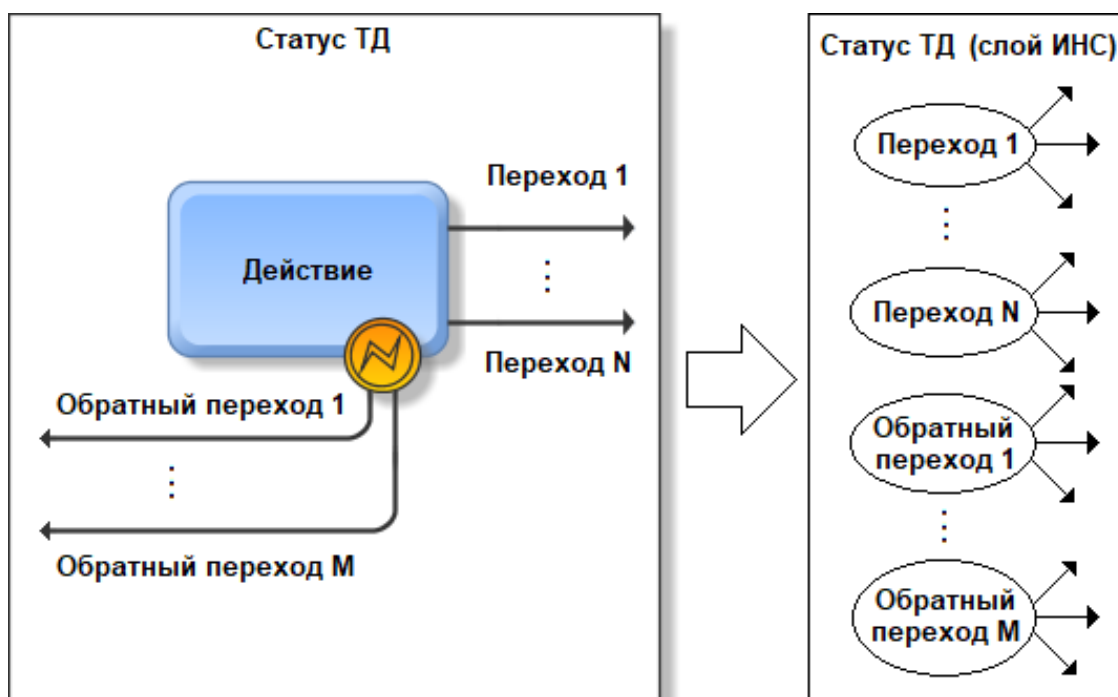 Статус ТД
Переход 1
Действие
Переход N
Обратный переход 1
Обратный переход M
Статус ТД (слой ИНС)
Переход 1
Переход N
Обратный
переход 1
Обратный
переход M